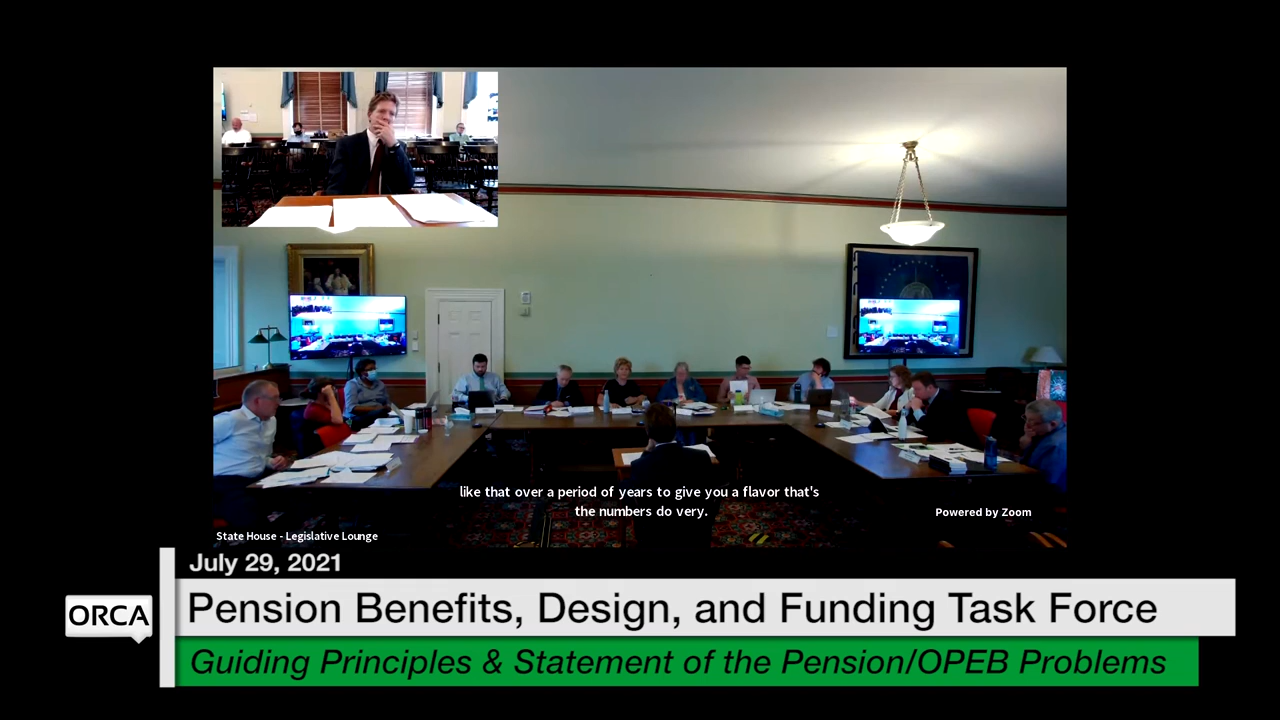 like that over a period of years to give you a flavor that's
the numbers do very.
Powered by Zoom
State House - Legislative Lounge
July 29, 2021
ORCA
Pension Benefits, Design, and Funding Task Force
Guiding Principles & Statement of the Pension/OPEB Problems